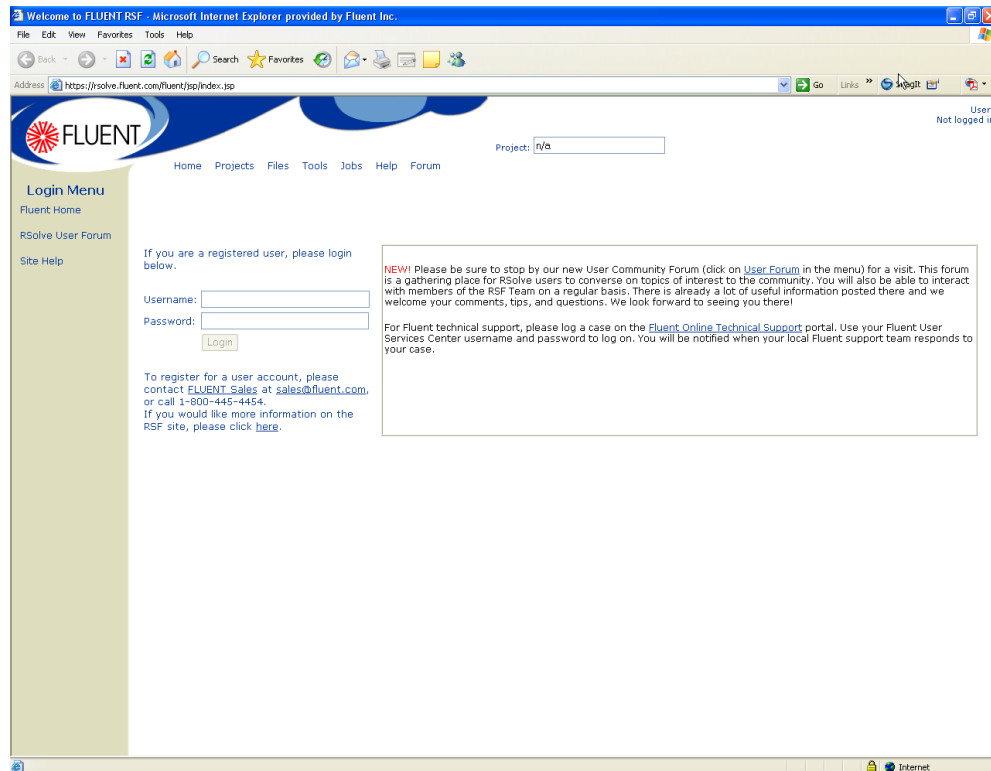 Welcome to FLUENT RSF - Microsoft Internet Explorer provided by Fluent Inc.
File Edit View Favorites Tools Help
Back Search Favorites
Address https://rsolve.fluent.com/fluent/jsp/index.jsp Go Links » SnagIt
User
Not logged in
FLUENT
Project: n/a
Home Projects Files Tools Jobs Help Forum
Login Menu
Fluent Home
RSolve User Forum
Site Help
If you are a registered user, please login
below.
Username:
Password:
Login
To register for a user account, please
contact FLUENT Sales at sales@fluent.com,
or call 1-800-445-4454.
If you would like more information on the
RSF site, please click here.
NEW! Please be sure to stop by our new User Community Forum (click on User Forum in the menu) for a visit. This forum
is a gathering place for RSolve users to converse on topics of interest to the community. You will also be able to interact
with members of the RSF Team on a regular basis. There is already a lot of useful information posted there and we
welcome your comments, tips, and questions. We look forward to seeing you there!
For Fluent technical support, please log a case on the Fluent Online Technical Support portal. Use your Fluent User
Services Center username and password to log on. You will be notified when your local Fluent support team responds to
your case.
Internet